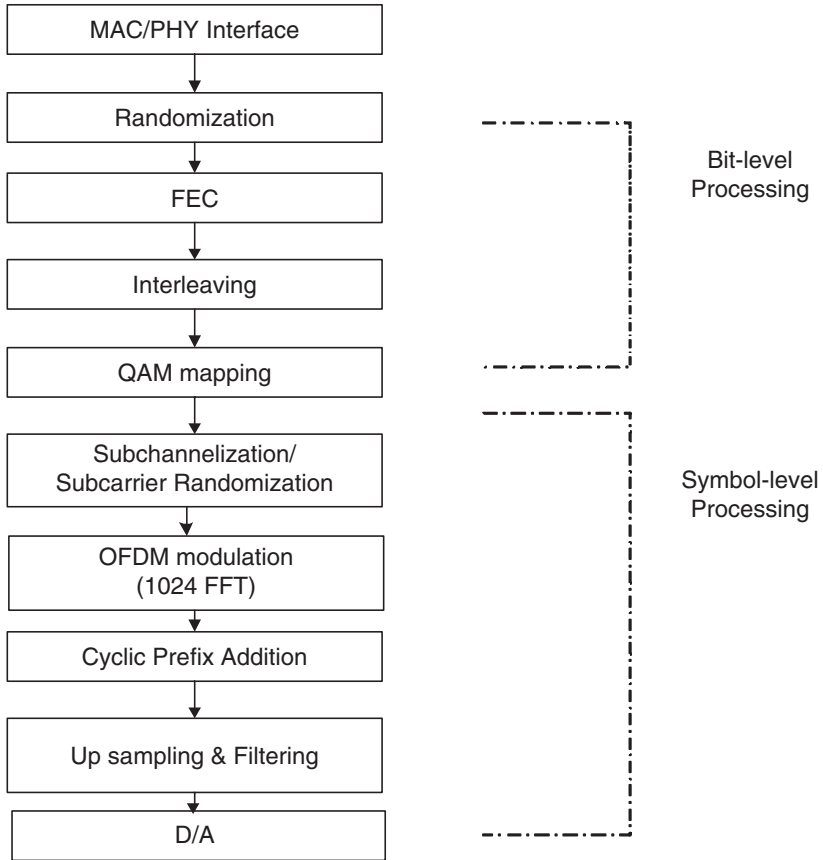 MAC/PHY Interface
Randomization
FEC
Interleaving
QAM mapping
Subchannelization/
Subcarrier Randomization
OFDM modulation
(1024 FFT)
Cyclic Prefix Addition
Up sampling & Filtering
D/A
Bit-level
Processing
Symbol-level
Processing